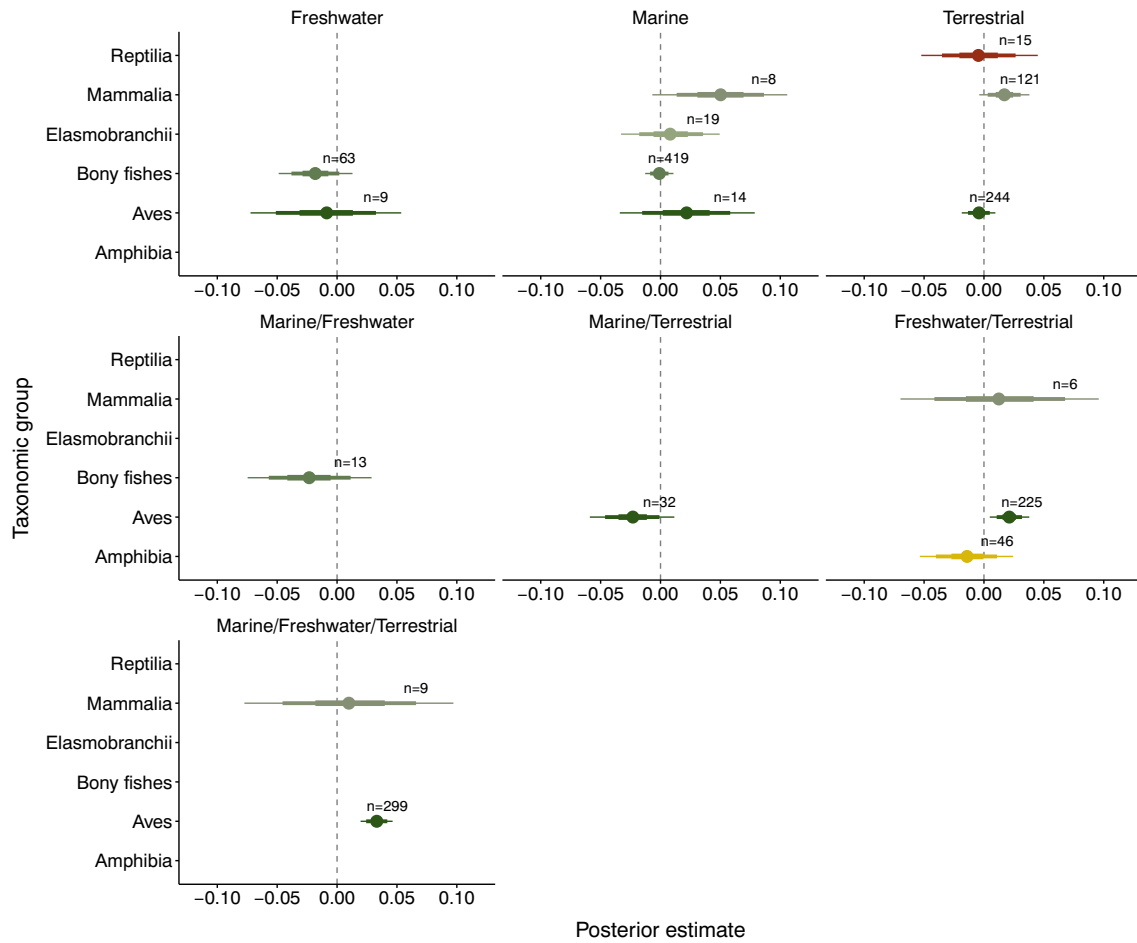 Freshwater Marine Terrestrial
Reptilia n=15
Mammalia n=8 n=121
Elasmobranchii n=19
Bony fishes n=63 n=419
Aves n=9 n=14 n=244
Amphibia
−0.10 −0.05 0.00 0.05 0.10 −0.10 −0.05 0.00 0.05 0.10 −0.10 −0.05 0.00 0.05 0.10
Marine/Freshwater Marine/Terrestrial Freshwater/Terrestrial
Reptilia
Mammalia n=6
Elasmobranchii
Bony fishes n=13
Aves n=32 n=225
Amphibia n=46
−0.10 −0.05 0.00 0.05 0.10 −0.10 −0.05 0.00 0.05 0.10 −0.10 −0.05 0.00 0.05 0.10
Marine/Freshwater/Terrestrial
Reptilia
Mammalia n=9
Elasmobranchii
Bony fishes
Aves n=299
Amphibia
−0.10 −0.05 0.00 0.05 0.10
Taxonomic group
Posterior estimate